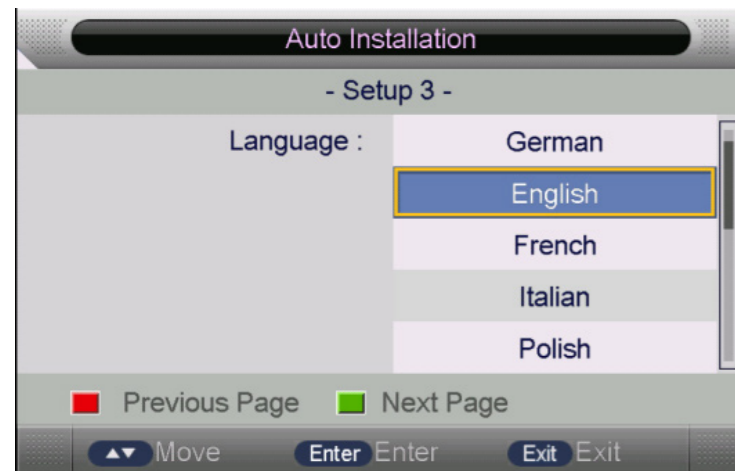 Auto Installation
- Setup 3 -
Language : German
English
French
Italian
Polish
Previous Page Next Page
▲▼ Move Enter Enter Exit Exit